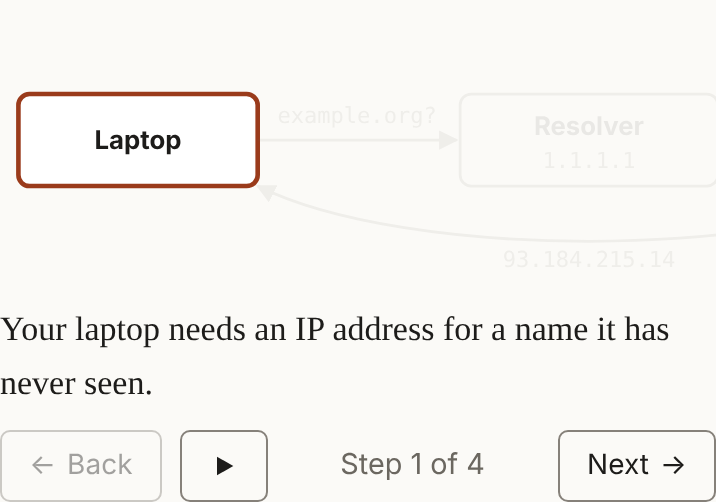 Laptop
example.org?
Resolver
1.1.1.1
93.184.215.14
Your laptop needs an IP address for a name it has
never seen.
← Back
▶
Step 1 of 4
Next →